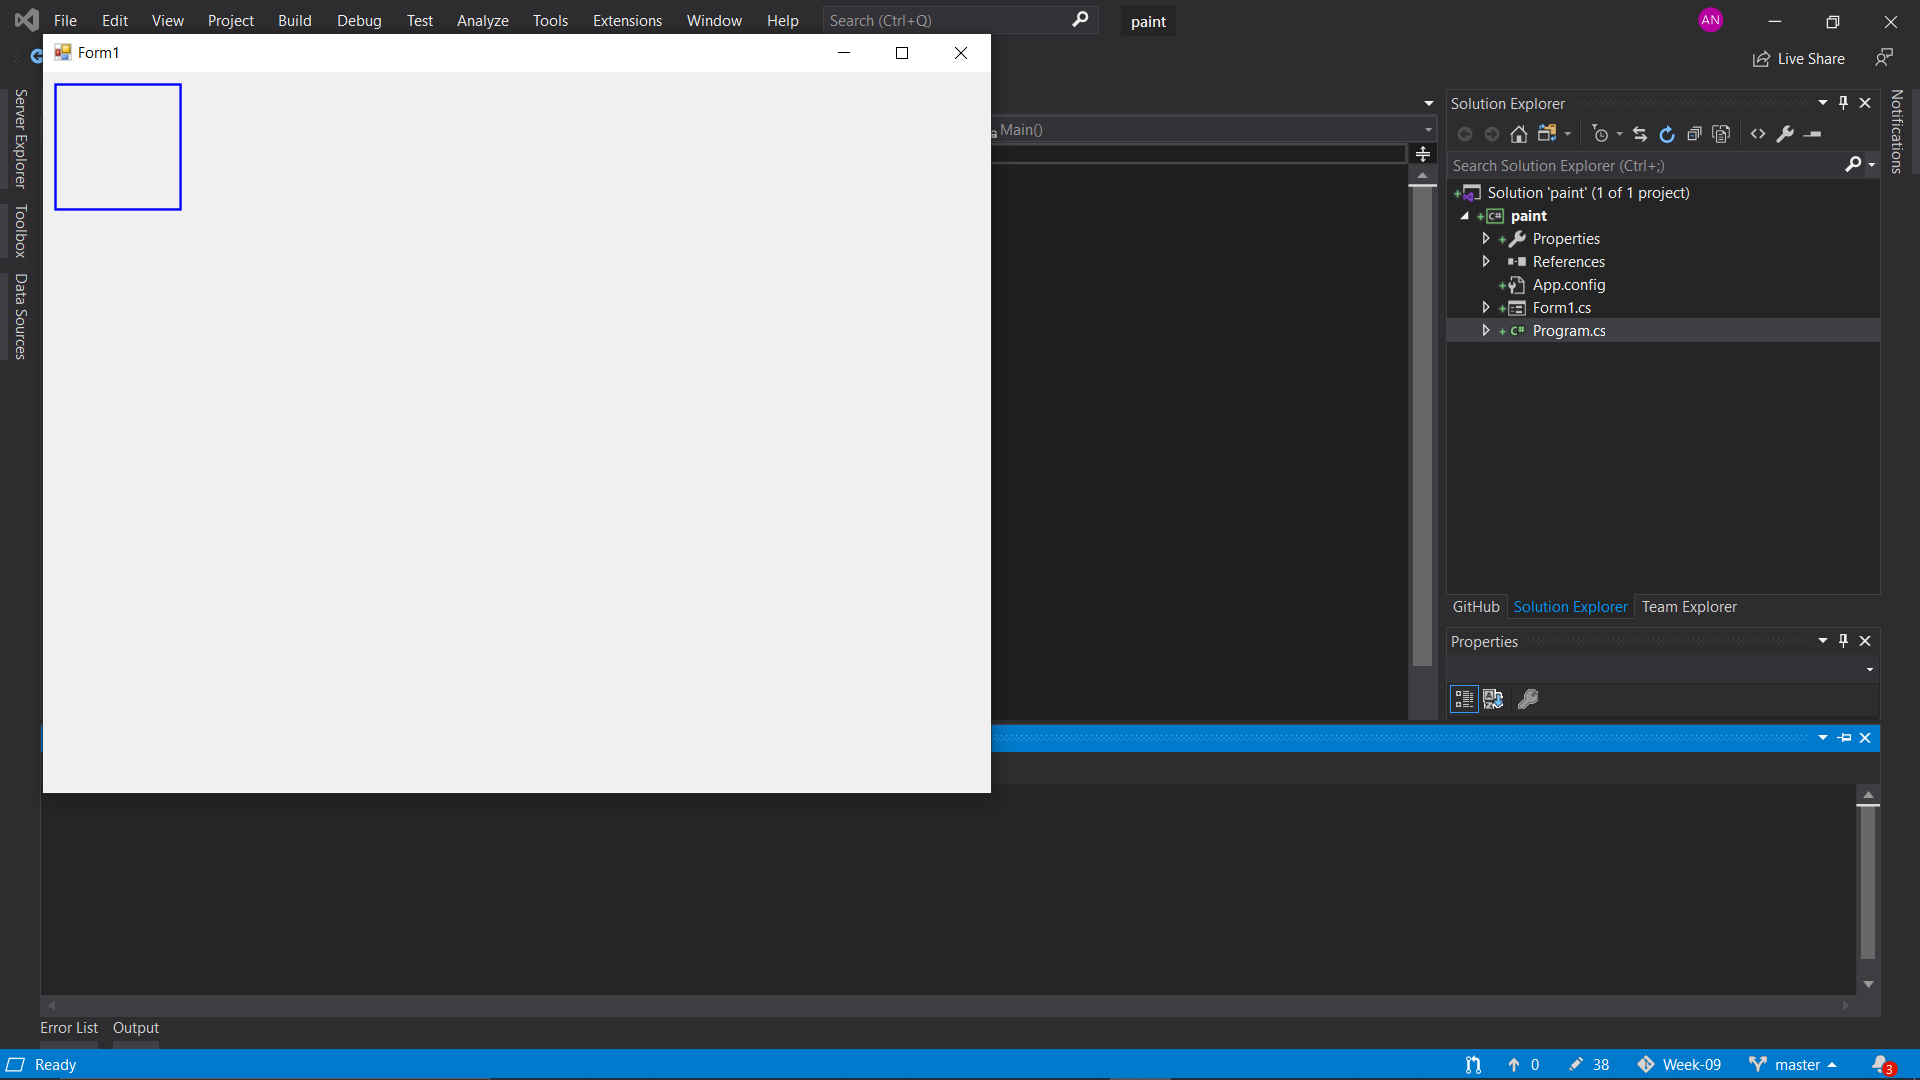 File Edit View Project Build Debug Test Analyze Tools Extensions Window Help Search (Ctrl+Q) paint AN
Form1
Live Share
Server Explorer
Toolbox
Data Sources
Main()
Solution Explorer
Search Solution Explorer (Ctrl+;)
Solution 'paint' (1 of 1 project)
C# paint
Properties
References
App.config
Form1.cs
C# Program.cs
GitHub Solution Explorer Team Explorer
Properties
Notifications
Error List Output
Ready 0 38 Week-09 master 3